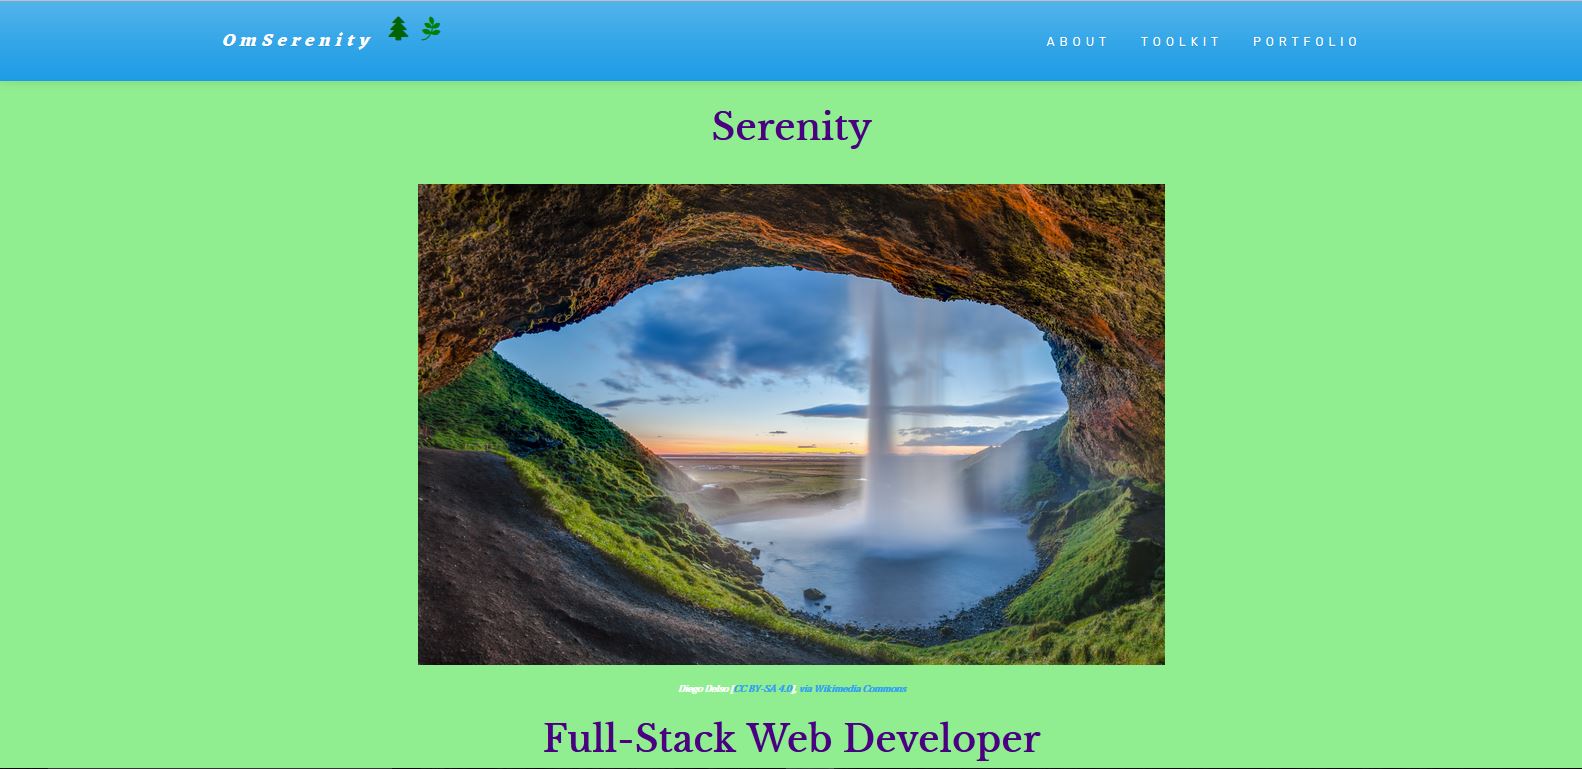 OmSerenity
ABOUT TOOLKIT PORTFOLIO
Serenity
Diego Delso [CC BY-SA 4.0], via Wikimedia Commons
Full-Stack Web Developer